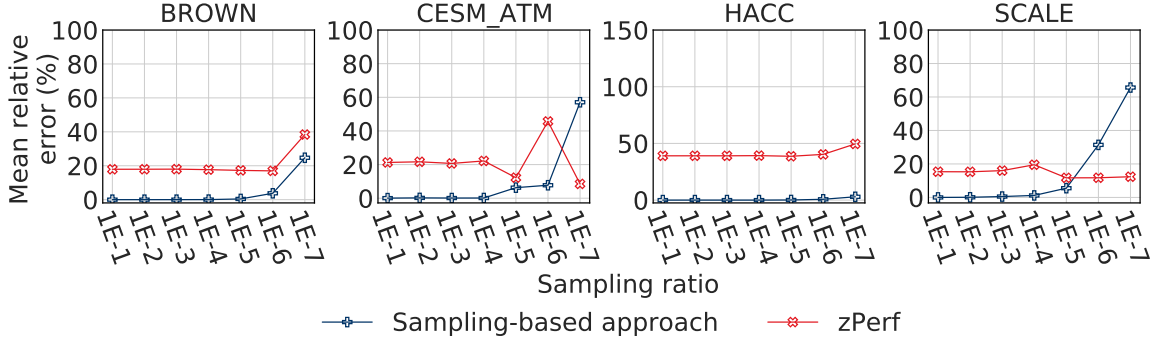 BROWN
CESM_ATM
HACC
SCALE
Mean relative
error (%)
100
80
60
40
20
0
100
80
60
40
20
0
150
100
50
0
100
80
60
40
20
0
1E-1
1E-2
1E-3
1E-4
1E-5
1E-6
1E-7
1E-1
1E-2
1E-3
1E-4
1E-5
1E-6
1E-7
1E-1
1E-2
1E-3
1E-4
1E-5
1E-6
1E-7
1E-1
1E-2
1E-3
1E-4
1E-5
1E-6
1E-7
Sampling ratio
Sampling-based approach
zPerf